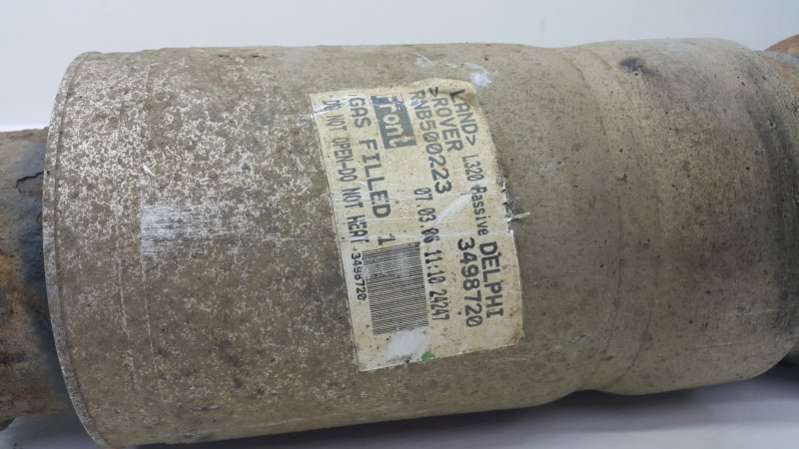 LAND> L320 Passive DELPHI
>ROVER 3498720
RNB500223 07.03.06 11:10 24247
Front
GAS FILLED 1
DO NOT OPEN-DO NOT HEAT 3498720